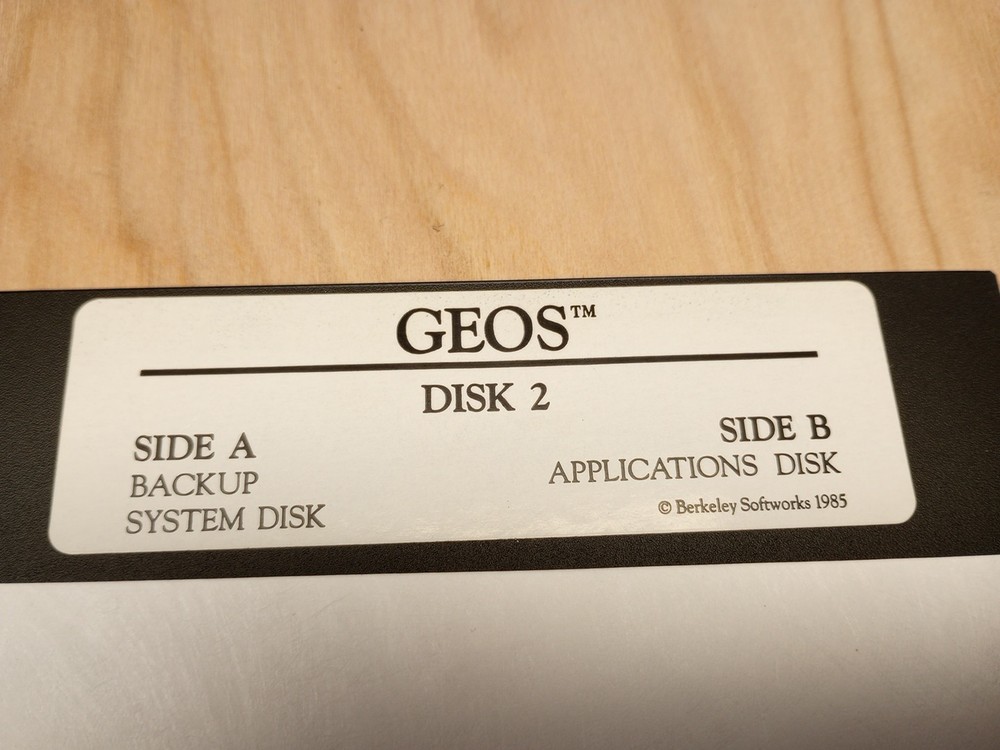 GEOS™
DISK 2
SIDE A
BACKUP
SYSTEM DISK
SIDE B
APPLICATIONS DISK
© Berkeley Softworks 1985